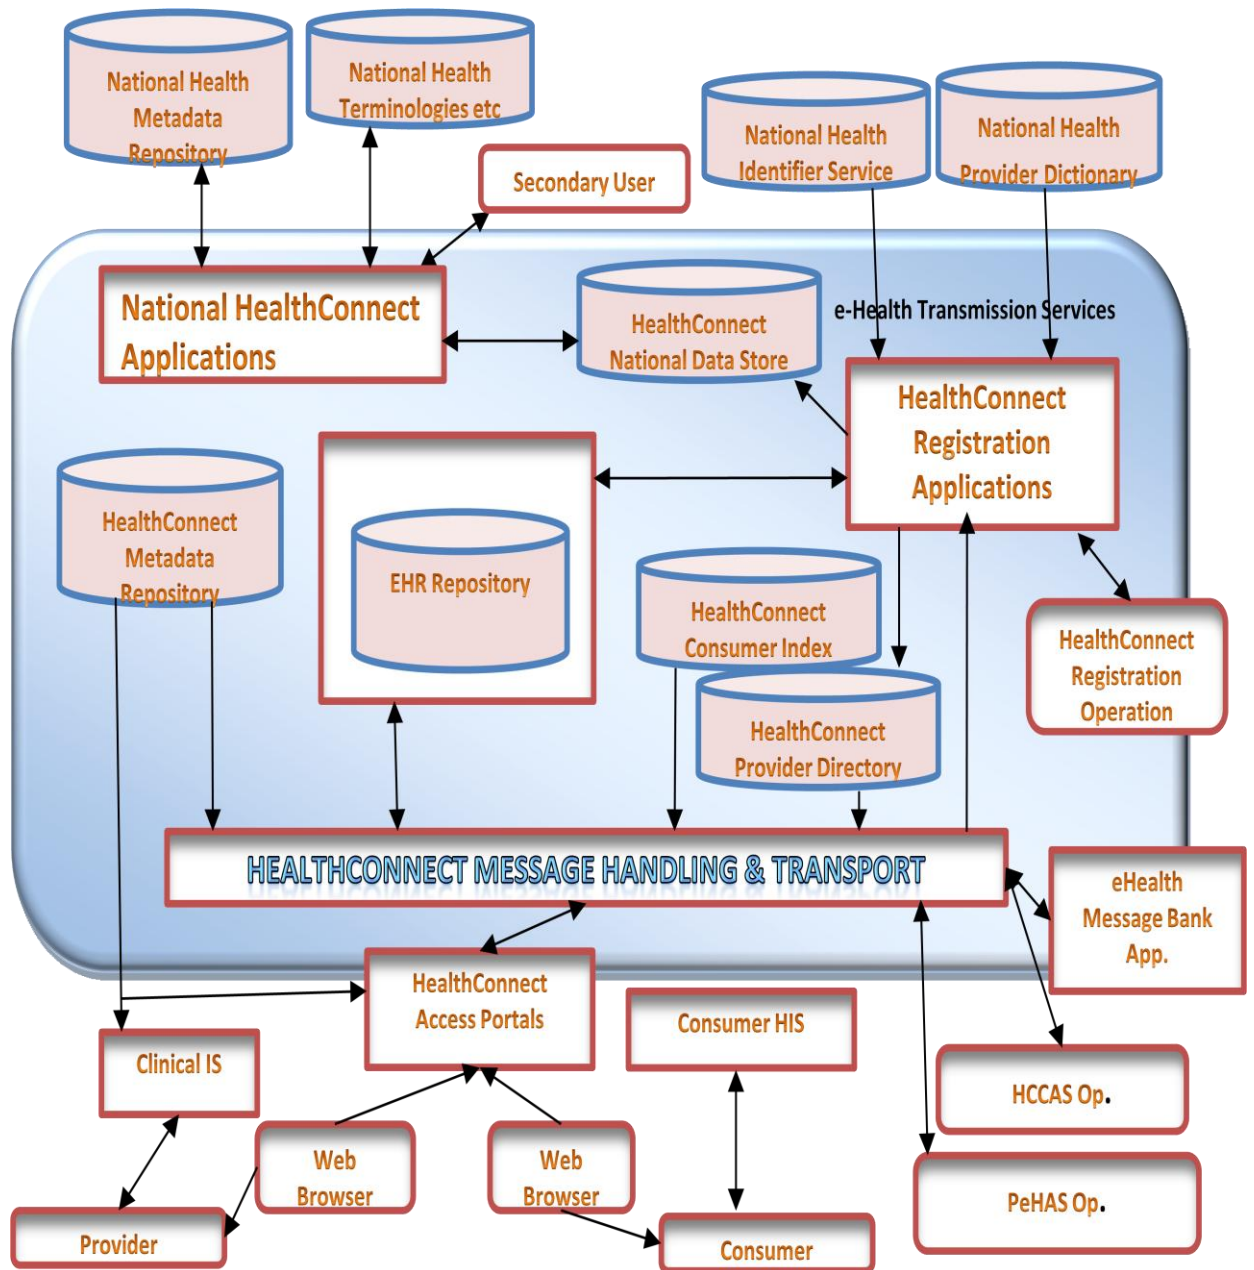 National Health
Metadata
Repository
National Health
Terminologies etc
Secondary User
National Health
Identifier Service
National Health
Provider Dictionary
National HealthConnect
Applications
HealthConnect
National Data Store
e-Health Transmission Services
HealthConnect
Registration
Applications
HealthConnect
Metadata
Repository
EHR Repository
HealthConnect
Consumer Index
HealthConnect
Provider Directory
HealthConnect
Registration
Operation
HEALTHCONNECT MESSAGE HANDLING & TRANSPORT
eHealth
Message Bank
App.
HealthConnect
Access Portals
Consumer HIS
Clinical IS
HCCAS Op.
Web
Browser
Web
Browser
PeHAS Op.
Provider
Consumer